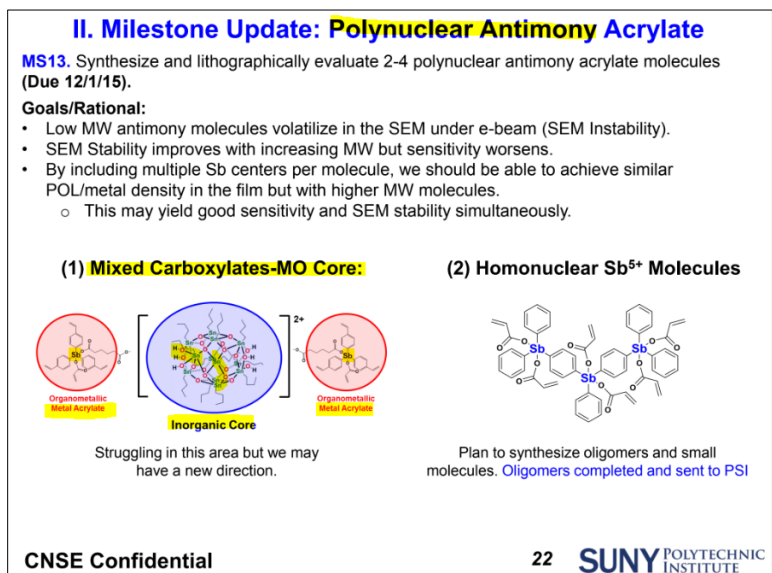 II. Milestone Update: Polynuclear Antimony Acrylate
MS13. Synthesize and lithographically evaluate 2-4 polynuclear antimony acrylate molecules
(Due 12/1/15).
Goals/Rational:
• Low MW antimony molecules volatilize in the SEM under e-beam (SEM Instability).
• SEM Stability improves with increasing MW but sensitivity worsens.
• By including multiple Sb centers per molecule, we should be able to achieve similar
POL/metal density in the film but with higher MW molecules.
o This may yield good sensitivity and SEM stability simultaneously.
(1) Mixed Carboxylates-MO Core:
2+
Sb
Sb
Organometallic
Metal Acrylate
Inorganic Core
Organometallic
Metal Acrylate
Struggling in this area but we may
have a new direction.
(2) Homonuclear Sb5+ Molecules
Sb
Sb
Sb
Plan to synthesize oligomers and small
molecules. Oligomers completed and sent to PSI
CNSE Confidential
22
SUNY POLYTECHNIC
INSTITUTE